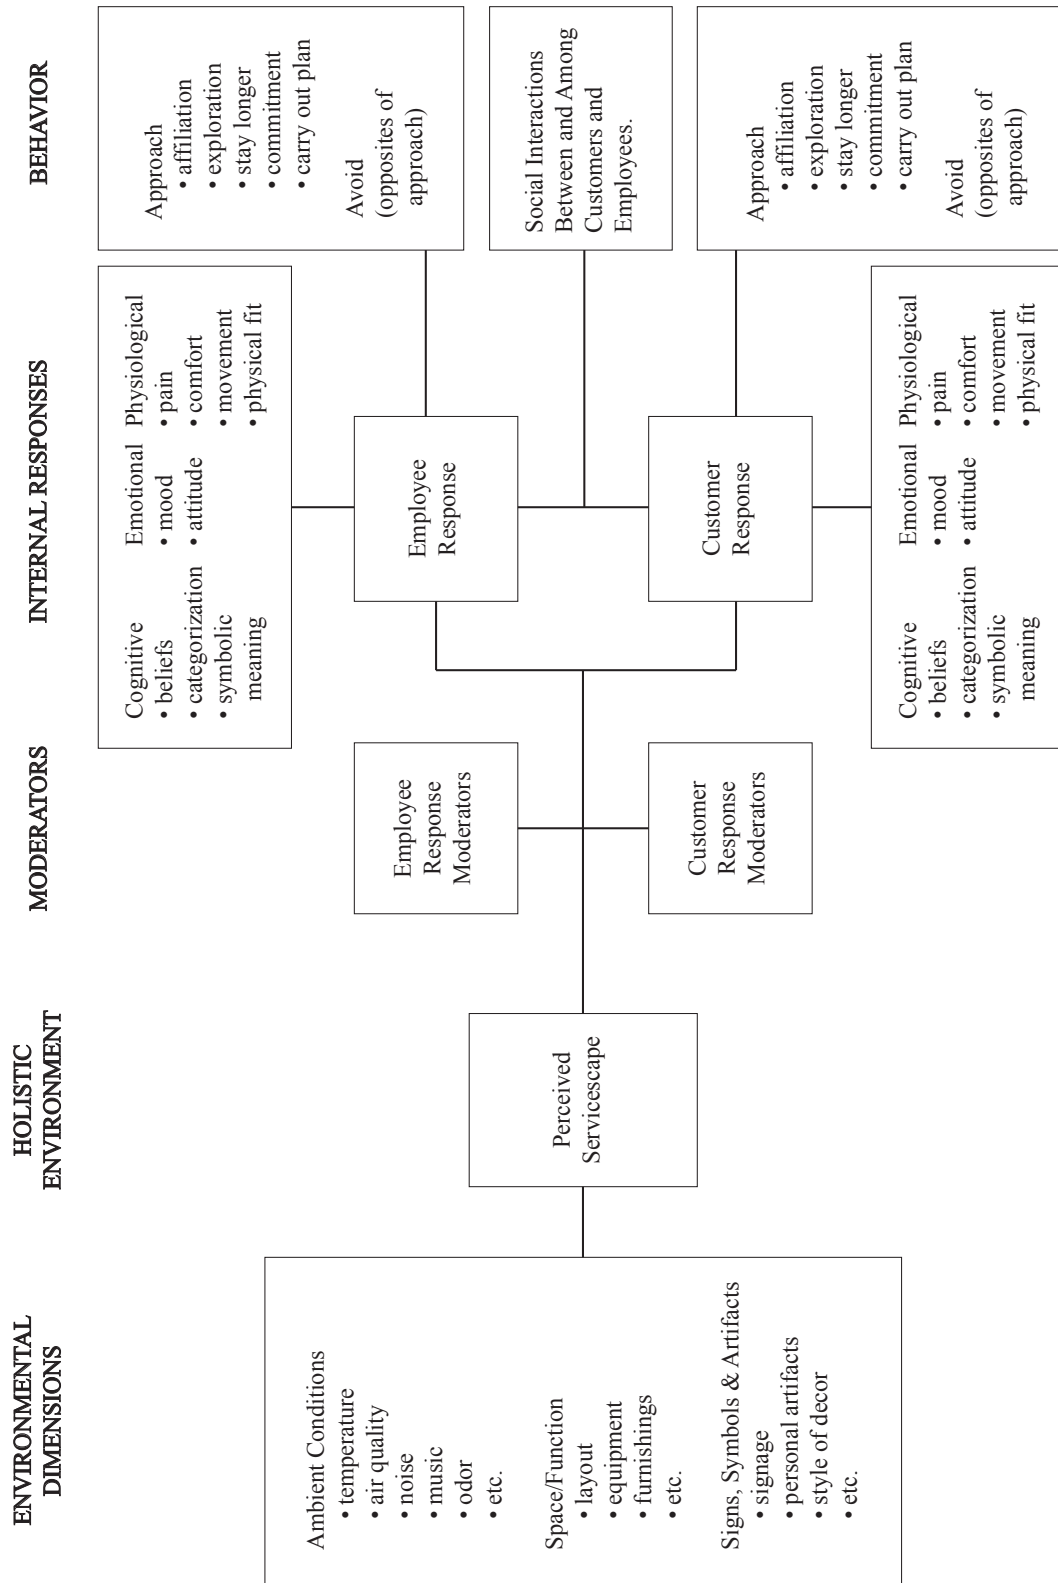 ENVIRONMENTAL
DIMENSIONS
HOLISTIC
ENVIRONMENT
MODERATORS
INTERNAL RESPONSES
BEHAVIOR
Ambient Conditions
• temperature
• air quality
• noise
• music
• odor
• etc.
Space/Function
• layout
• equipment
• furnishings
• etc.
Signs, Symbols & Artifacts
• signage
• personal artifacts
• style of decor
• etc.
Perceived
Servicescape
Employee
Response
Moderators
Customer
Response
Moderators
Cognitive
• beliefs
• categorization
• symbolic
meaning
Emotional
• mood
• attitude
Physiological
• pain
• comfort
• movement
• physical fit
Employee
Response
Customer
Response
Cognitive
• beliefs
• categorization
• symbolic
meaning
Emotional
• mood
• attitude
Physiological
• pain
• comfort
• movement
• physical fit
Approach
• affiliation
• exploration
• stay longer
• commitment
• carry out plan
Avoid
(opposites of
approach)
Social Interactions
Between and Among
Customers and
Employees.
Approach
• affiliation
• exploration
• stay longer
• commitment
• carry out plan
Avoid
(opposites of
approach)